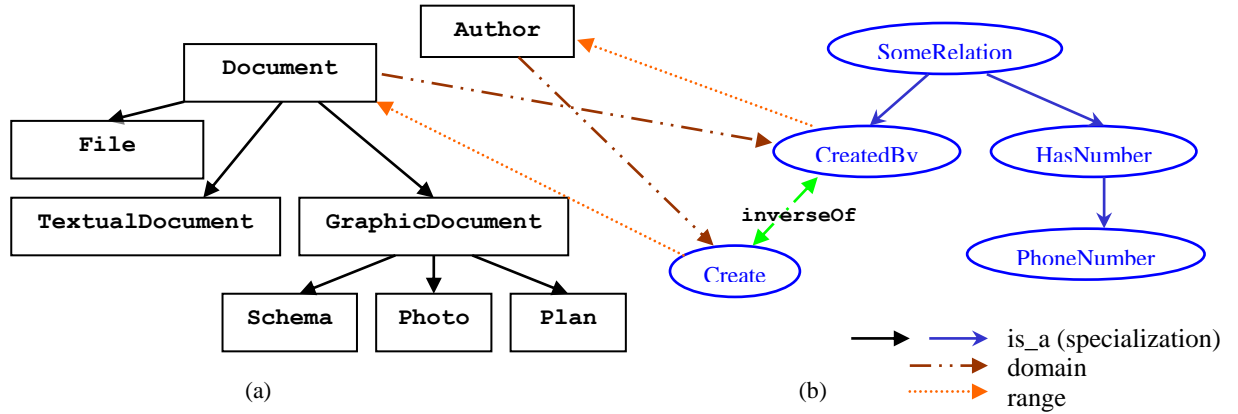 Author
SomeRelation
Document
File
CreatedBy
HasNumber
TextualDocument
GraphicDocument
inverseOf
Create
PhoneNumber
Schema
Photo
Plan
is_a (specialization)
domain
range
(a)
(b)